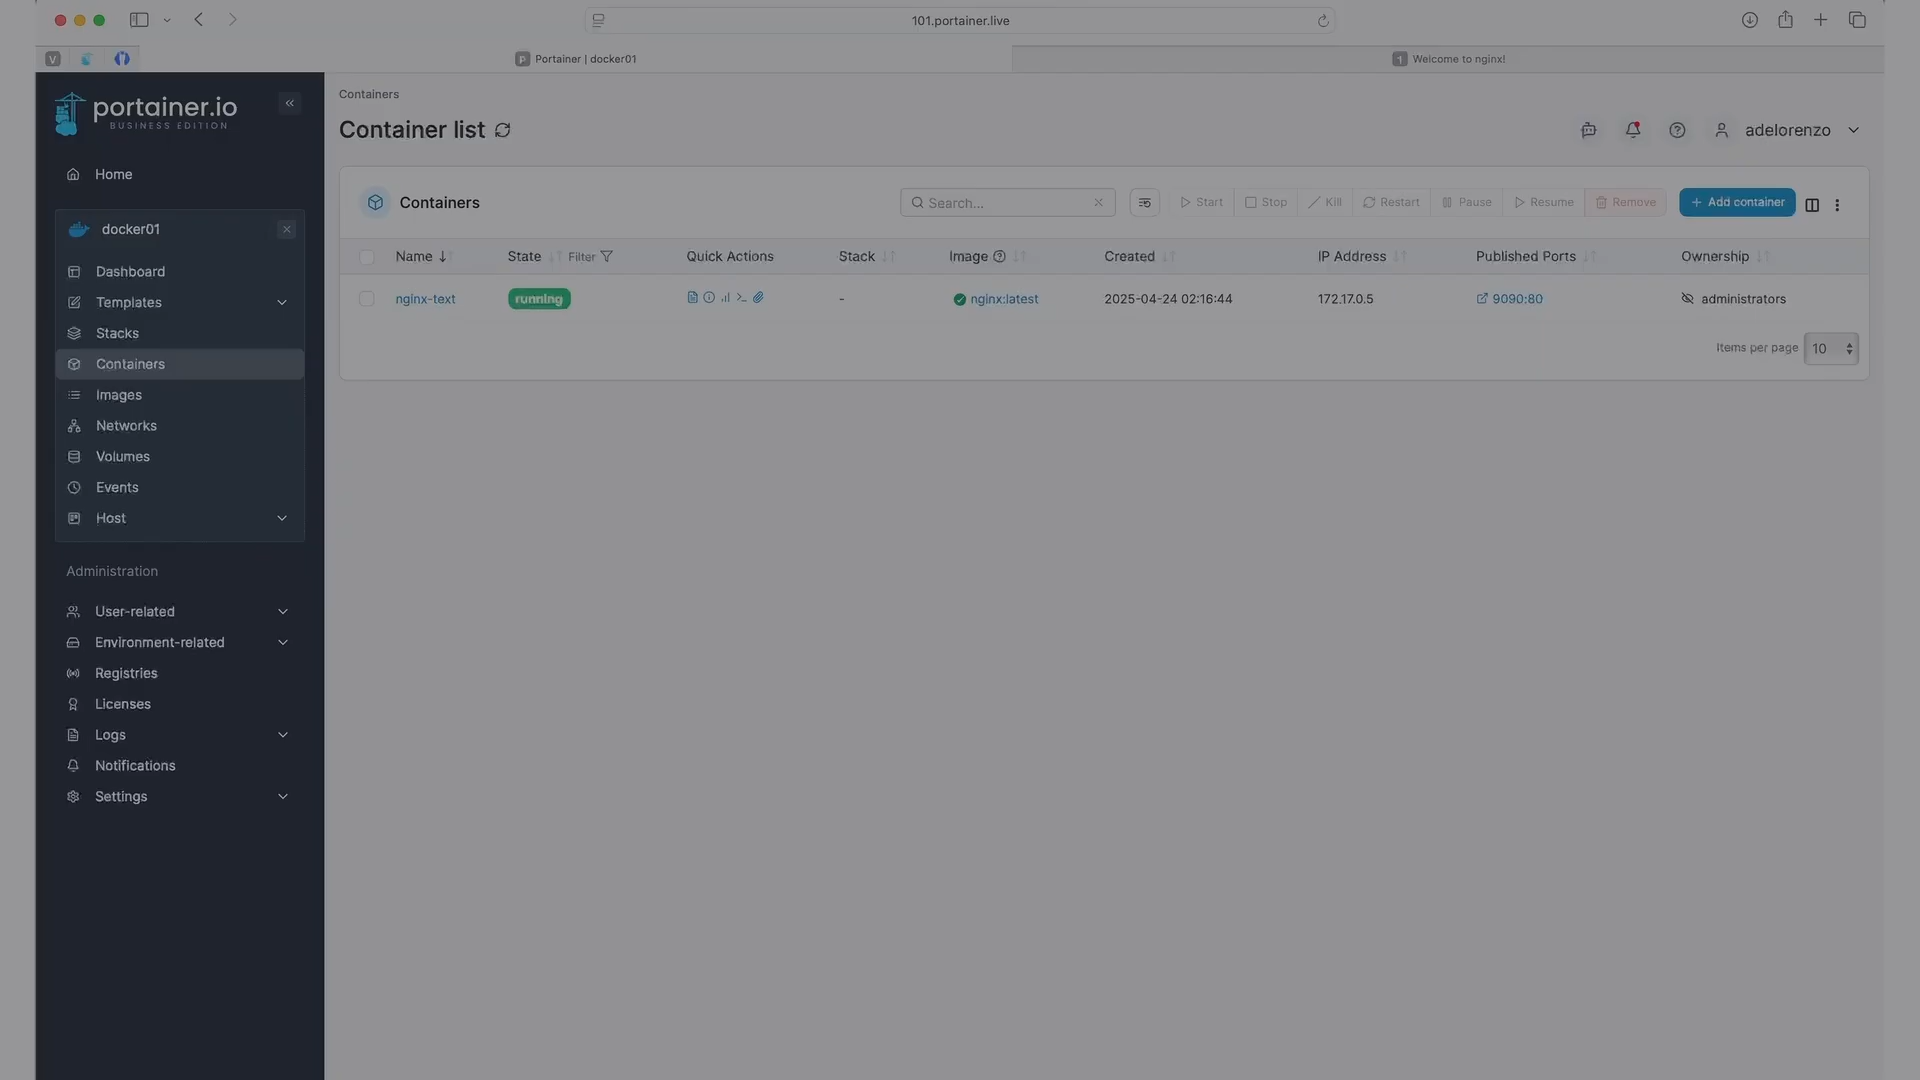 101.portainer.live
V
P Portainer | docker01
1 Welcome to nginx!
portainer.io
BUSINESS EDITION
Home
docker01
Dashboard
Templates
Stacks
Containers
Images
Networks
Volumes
Events
Host
Administration
User-related
Environment-related
Registries
Licenses
Logs
Notifications
Settings
Containers
Container list
adelorenzo
Containers
Search...
Start Stop Kill Restart Pause Resume Remove
+ Add container
Name State Filter Quick Actions Stack Image Created IP Address Published Ports Ownership
nginx-text running - nginx:latest 2025-04-24 02:16:44 172.17.0.5 9090:80 administrators
Items per page 10